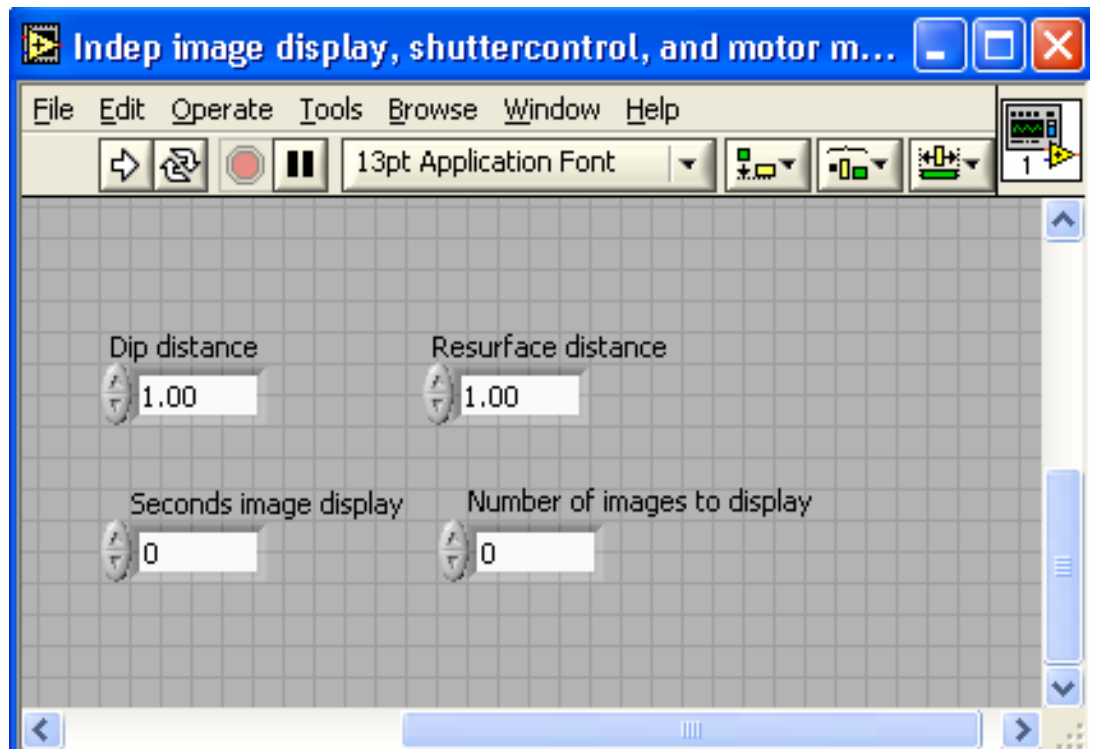 Indep image display, shuttercontrol, and motor m...
File Edit Operate Tools Browse Window Help
13pt Application Font
1
Dip distance
Resurface distance
1.00
1.00
Seconds image display
Number of images to display
0
0